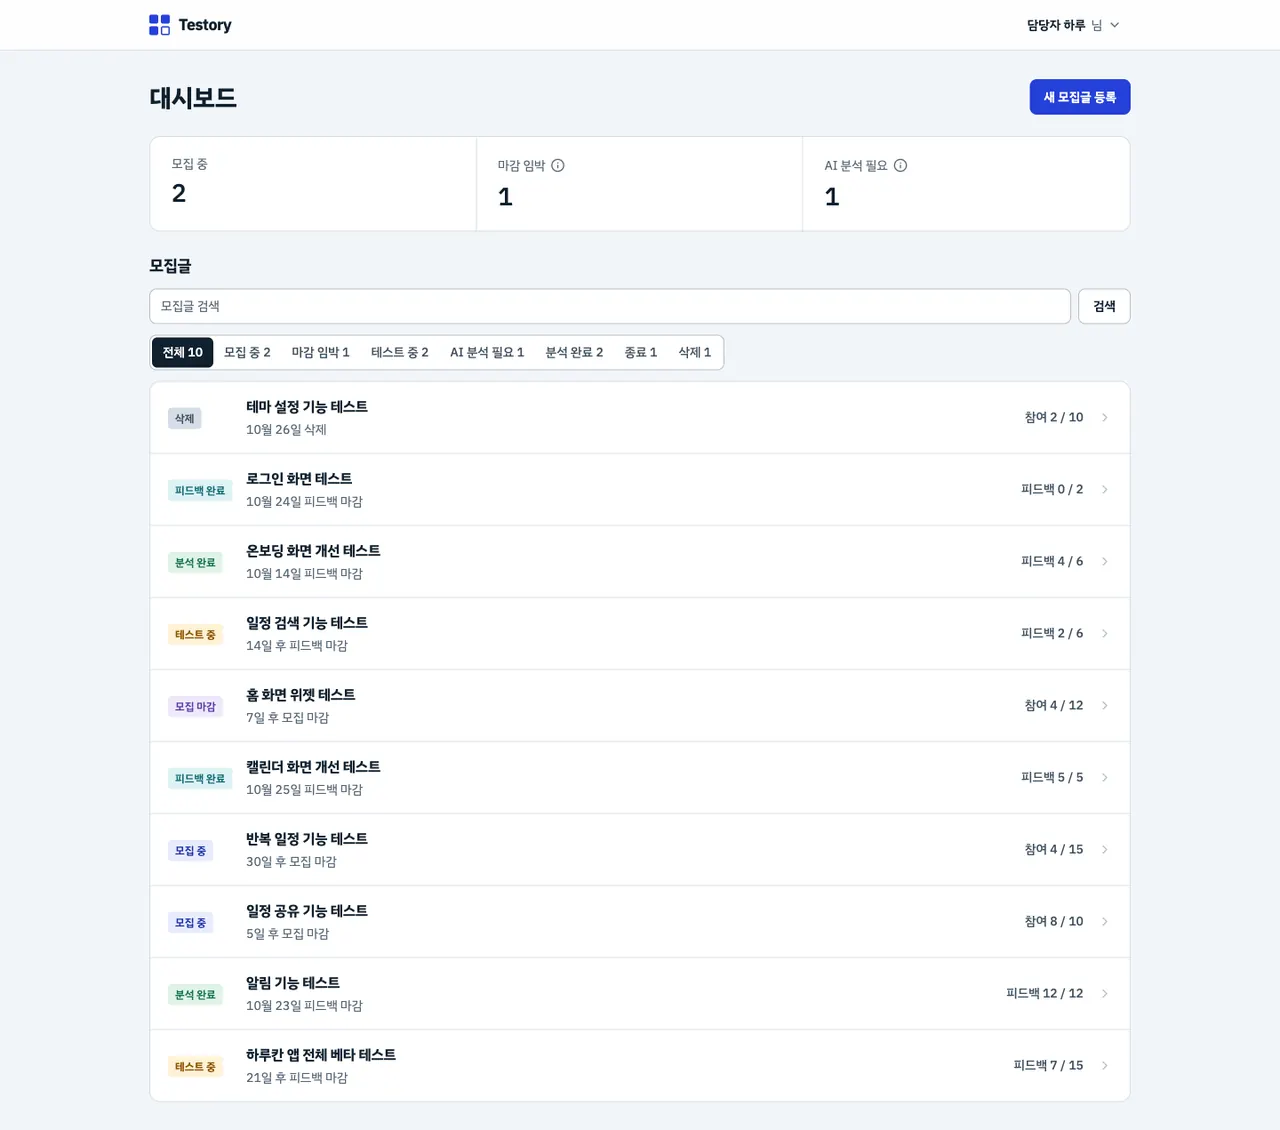 Testory
담당자 하루 님
대시보드
새 모집글 등록
모집 중
2
마감 임박
1
AI 분석 필요
1
모집글
모집글 검색
검색
전체 10 모집 중 2 마감 임박 1 테스트 중 2 AI 분석 필요 1 분석 완료 2 종료 1 삭제 1
삭제
테마 설정 기능 테스트
10월 26일 삭제
참여 2 / 10
피드백 완료
로그인 화면 테스트
10월 24일 피드백 마감
피드백 0 / 2
분석 완료
온보딩 화면 개선 테스트
10월 14일 피드백 마감
피드백 4 / 6
테스트 중
일정 검색 기능 테스트
14일 후 피드백 마감
피드백 2 / 6
모집 마감
홈 화면 위젯 테스트
7일 후 모집 마감
참여 4 / 12
피드백 완료
캘린더 화면 개선 테스트
10월 25일 피드백 마감
피드백 5 / 5
모집 중
반복 일정 기능 테스트
30일 후 모집 마감
참여 4 / 15
모집 중
일정 공유 기능 테스트
5일 후 모집 마감
참여 8 / 10
분석 완료
알림 기능 테스트
10월 23일 피드백 마감
피드백 12 / 12
테스트 중
하루칸 앱 전체 베타 테스트
21일 후 피드백 마감
피드백 7 / 15